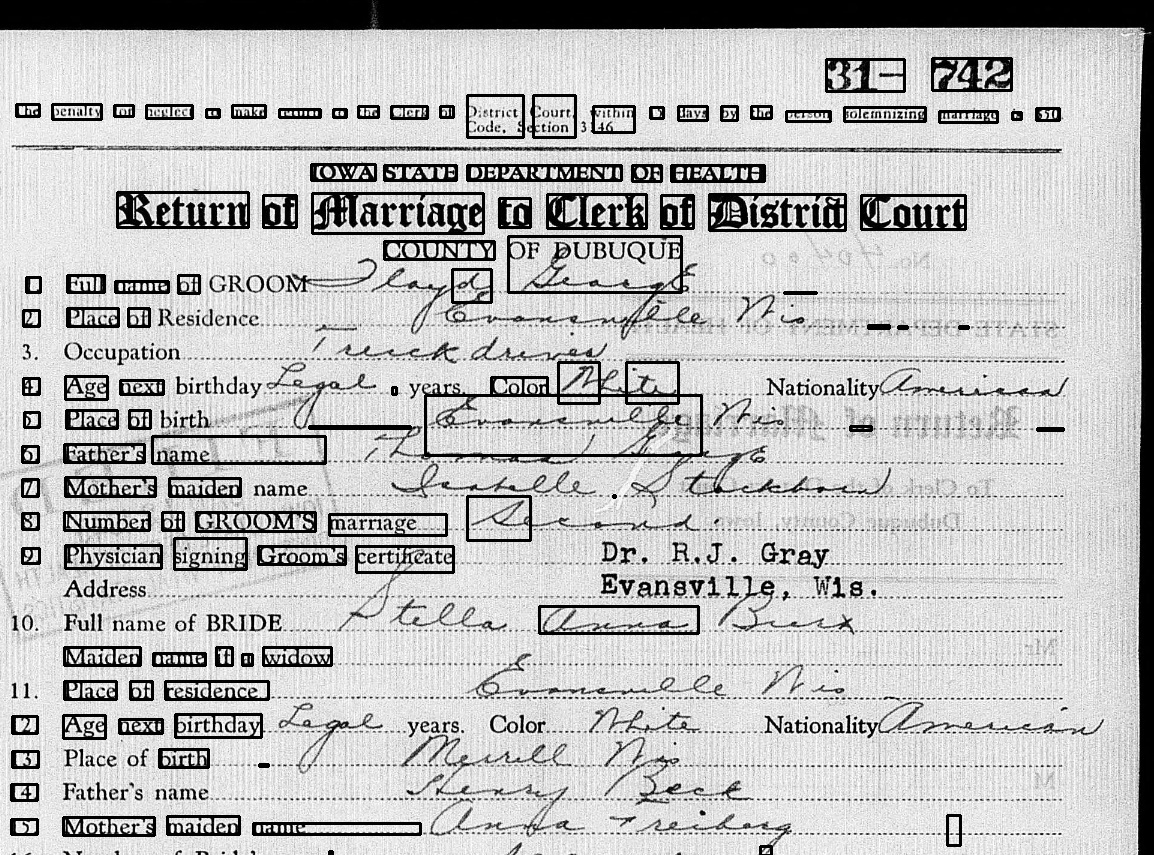 31- 742
The penalty for neglect to make return to the Clerk of District Court, within 15 days by the person solemnizing marriage is $50
Code, Section 3146
IOWA STATE DEPARTMENT OF HEALTH
Return of Marriage to Clerk of District Court
COUNTY OF DUBUQUE
1. Full name of GROOM Floyd George
2. Place of Residence Evansville Wis
3. Occupation Truck driver
4. Age next birthday Legal years. Color White Nationality American
5. Place of birth Evansville Wis
6. Father's name Thomas George
7. Mother's maiden name Isabelle
8. Number of GROOM'S marriage Second
9. Physician signing Groom's certificate Dr. R.J. Gray
Address Evansville, Wis.
10. Full name of BRIDE Stella Anna
Maiden name if a widow
11. Place of residence Evansville Wis
12. Age next birthday Legal years. Color White Nationality American
13. Place of birth Merrill Wis
14. Father's name Henry Beck
15. Mother's maiden name Anna Freiberg